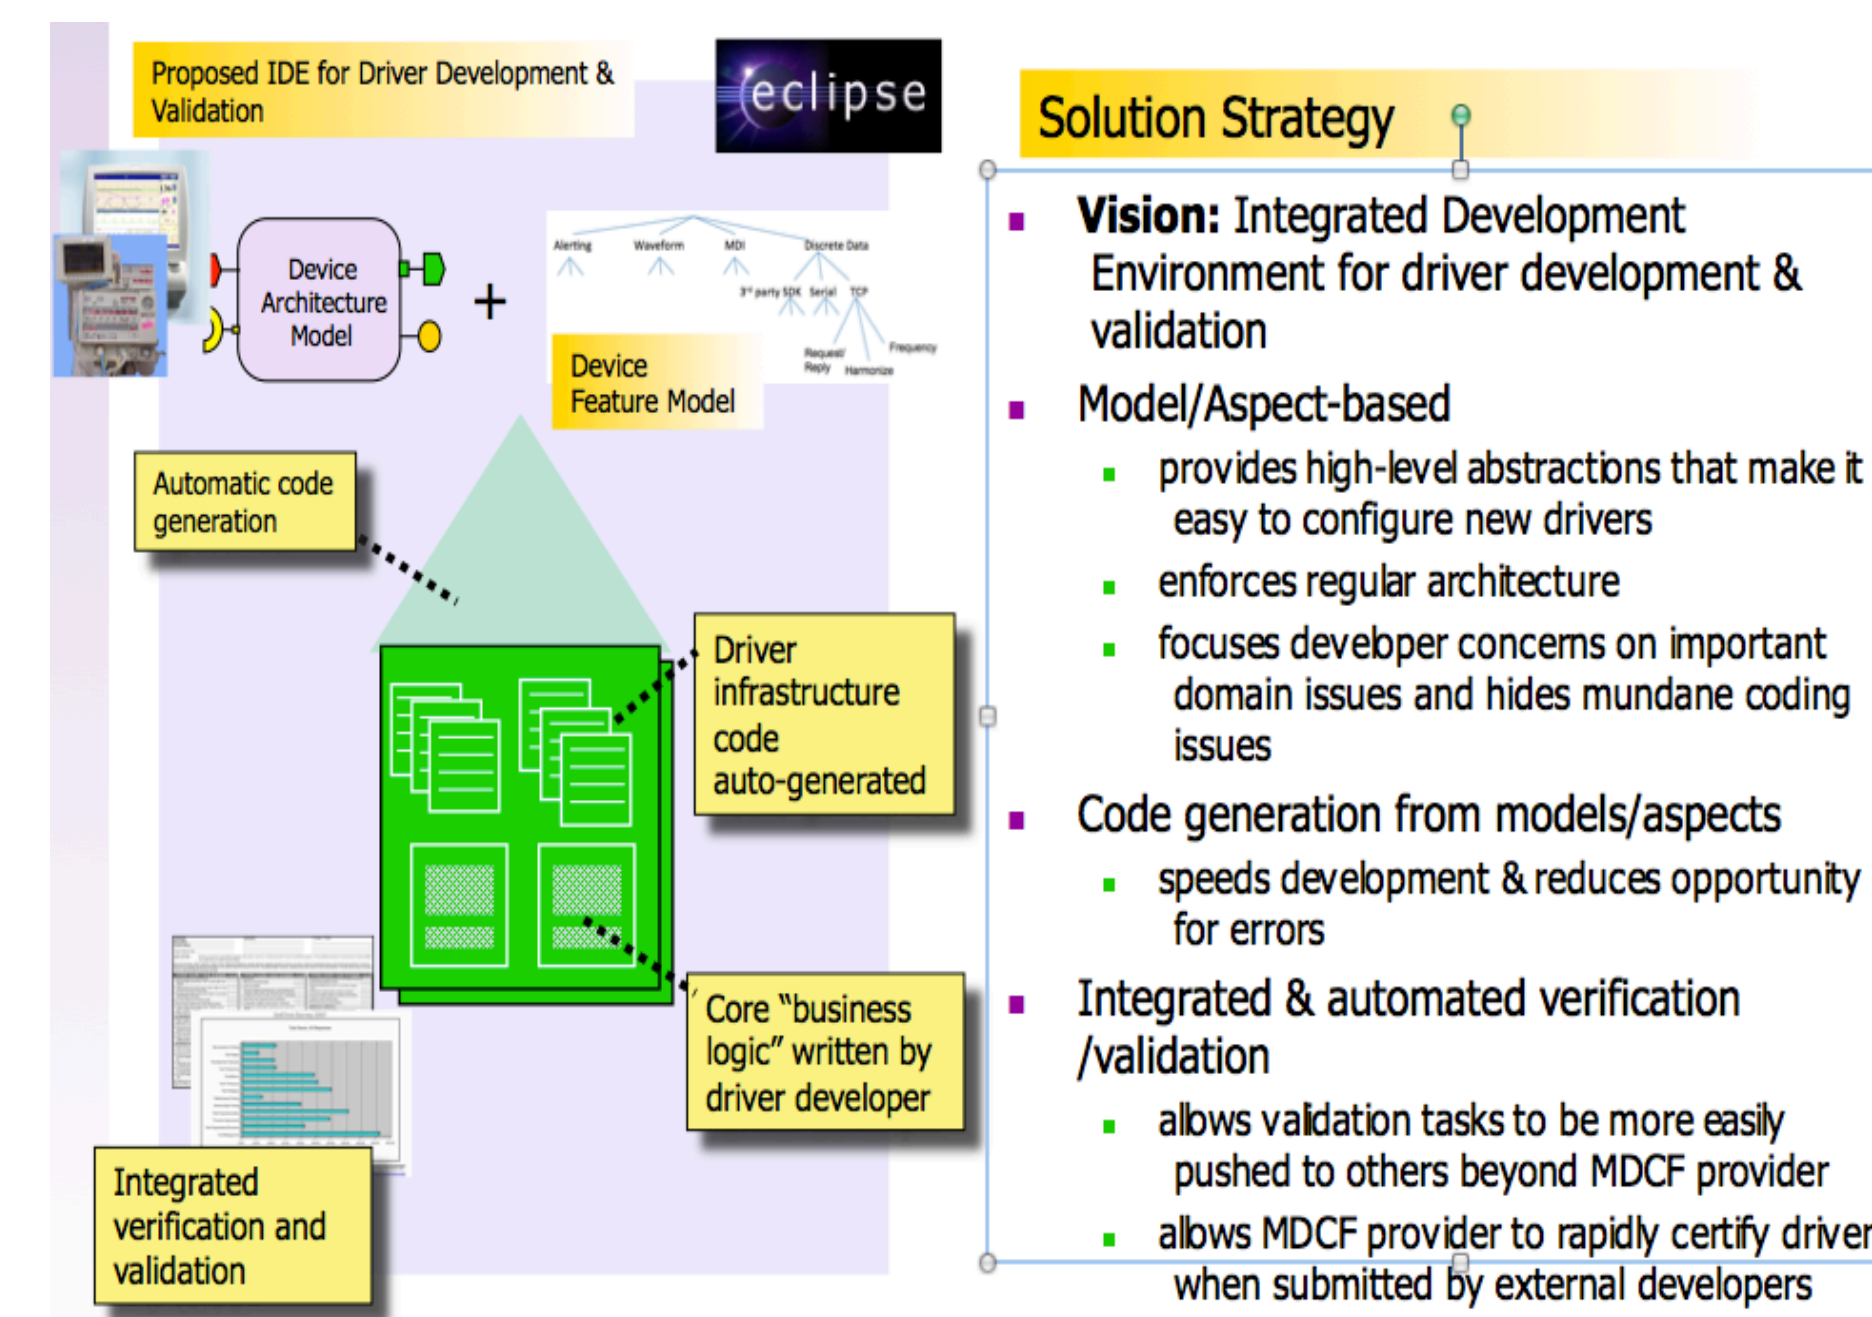 Proposed IDE for Driver Development &
Validation
eclipse
Device
Architecture
Model
+
Alerting
Waveform
MDI
Discrete Data
3rd party SDK
Serial
TCP
Request/
Reply
Harmonize
Frequency
Device
Feature Model
Automatic code
generation
Driver
infrastructure
code
auto-generated
Core “business
logic” written by
driver developer
Integrated
verification and
validation
Solution Strategy
Vision: Integrated Development
Environment for driver development &
validation
Model/Aspect-based
provides high-level abstractions that make it
easy to configure new drivers
enforces regular architecture
focuses developer concerns on important
domain issues and hides mundane coding
issues
Code generation from models/aspects
speeds development & reduces opportunity
for errors
Integrated & automated verification
/validation
allows validation tasks to be more easily
pushed to others beyond MDCF provider
allows MDCF provider to rapidly certify driver
when submitted by external developers